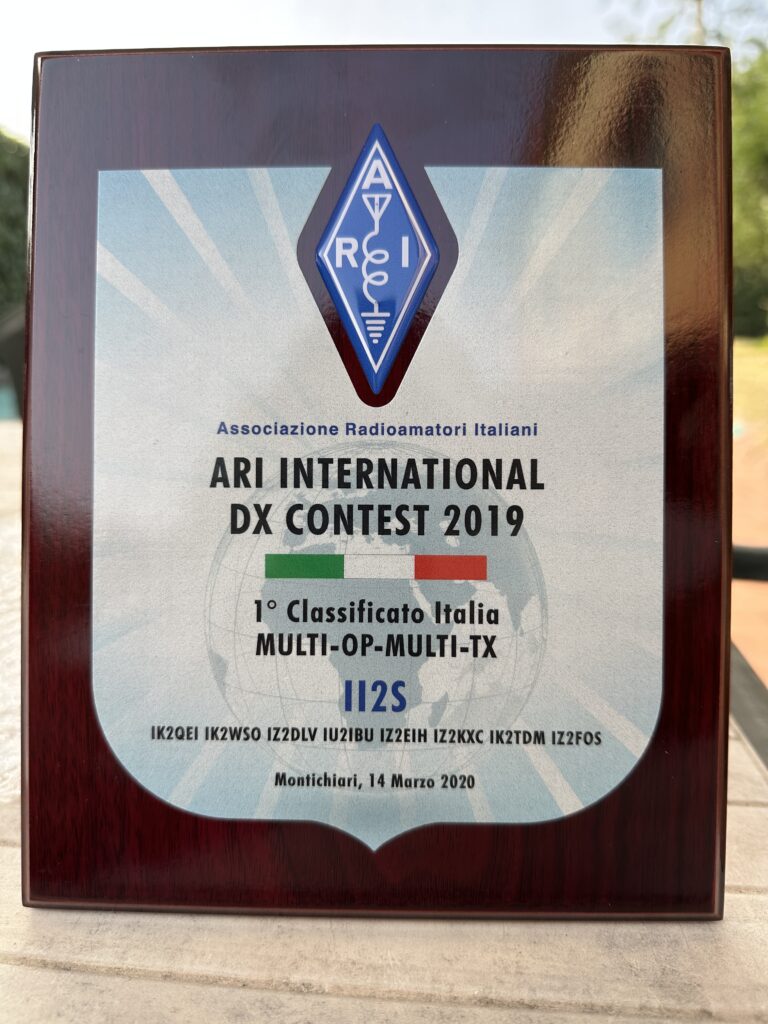 A
R I
Associazione Radioamatori Italiani
ARI INTERNATIONAL
DX CONTEST 2019
1° Classificato Italia
MULTI-OP-MULTI-TX
II2S
IK2QEI IK2WSO IZ2DLV IU2IBU IZ2EIH IZ2KXC IK2TDM IZ2FOS
Montichiari, 14 Marzo 2020